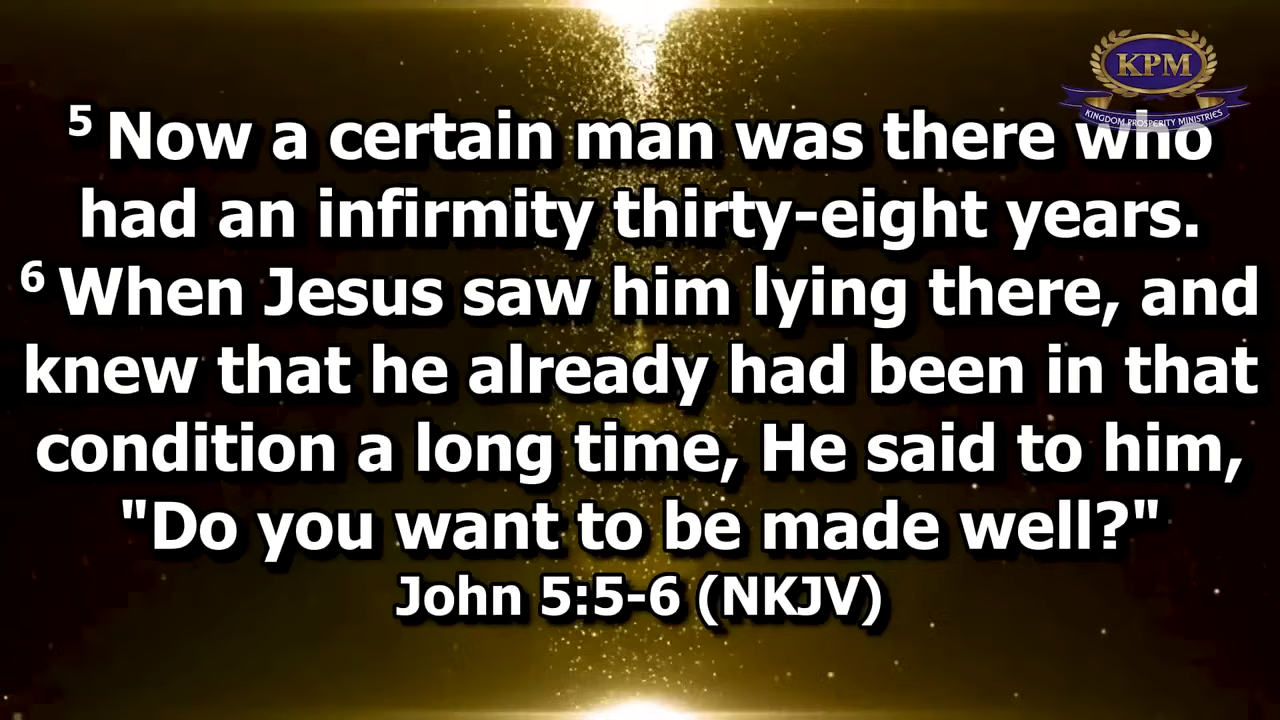 KPM
KINGDOM PROSPERITY MINISTRIES
5 Now a certain man was there who
had an infirmity thirty-eight years.
6 When Jesus saw him lying there, and
knew that he already had been in that
condition a long time, He said to him,
"Do you want to be made well?"
John 5:5-6 (NKJV)